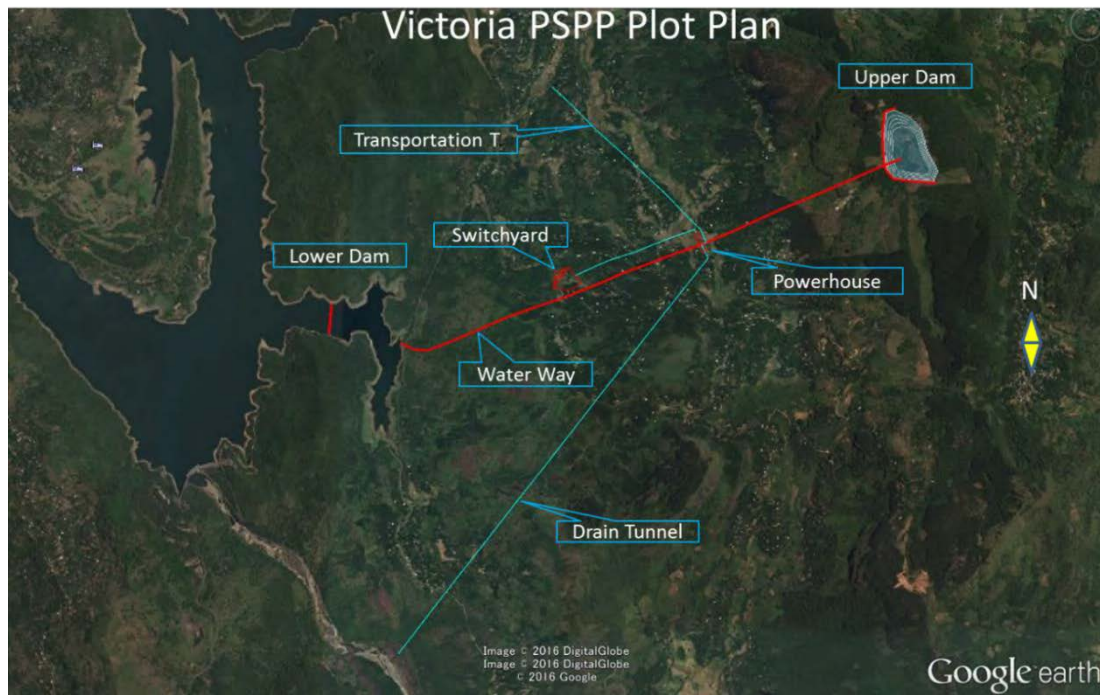 Victoria PSPP Plot Plan
Upper Dam
Transportation T.
Switchyard
Lower Dam
Powerhouse
N
Water Way
Drain Tunnel
Image © 2016 DigitalGlobe
Image © 2016 DigitalGlobe
© 2016 Google
Google earth